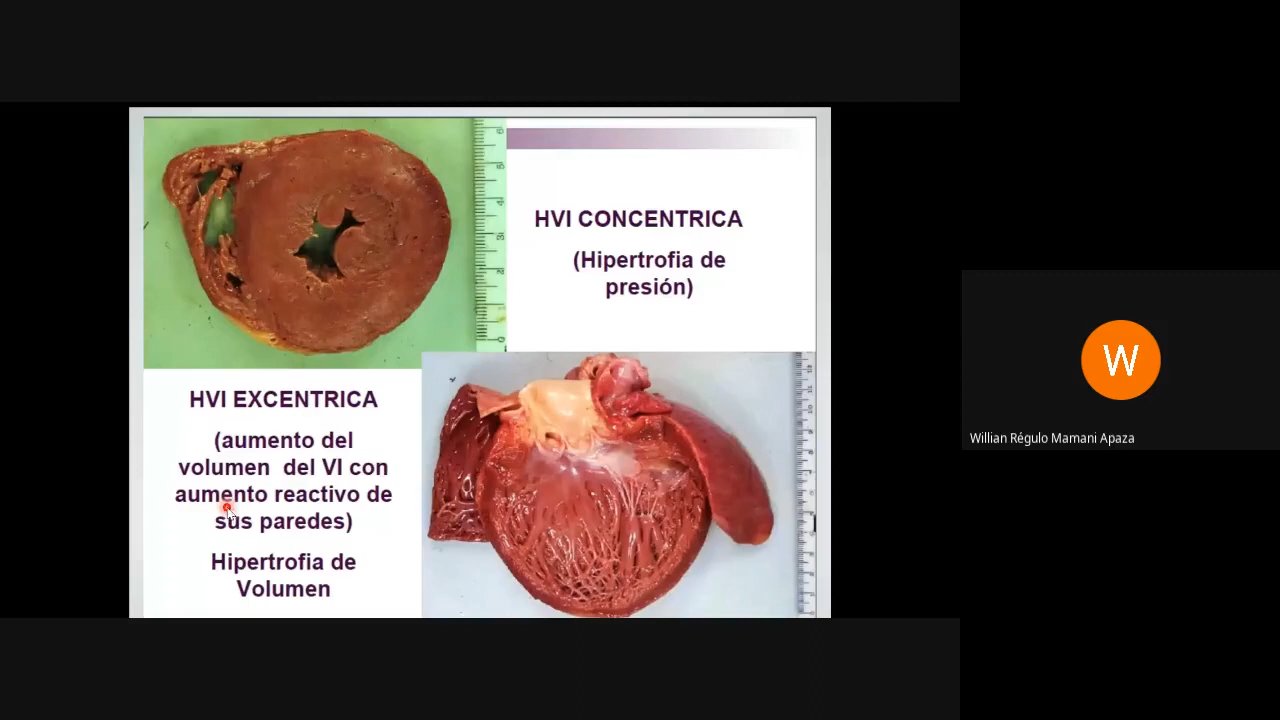 HVI CONCENTRICA
(Hipertrofia de
presión)
HVI EXCENTRICA
(aumento del
volumen del VI con
aumento reactivo de
sus paredes)
Hipertrofia de
Volumen
W
Willian Régulo Mamani Apaza